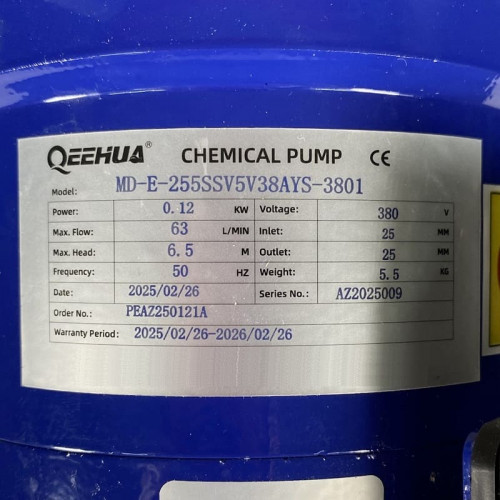 QEEHUA® CHEMICAL PUMP CE
Model: MD-E-255SSV5V38AYS-3801
Power: 0.12 KW Voltage: 380 V
Max. Flow: 63 L/MIN Inlet: 25 MM
Max. Head: 6.5 M Outlet: 25 MM
Frequency: 50 HZ Weight: 5.5 KG
Date: 2025/02/26 Series No.: AZ2025009
Order No.: PEAZ250121A
Warranty Period: 2025/02/26-2026/02/26